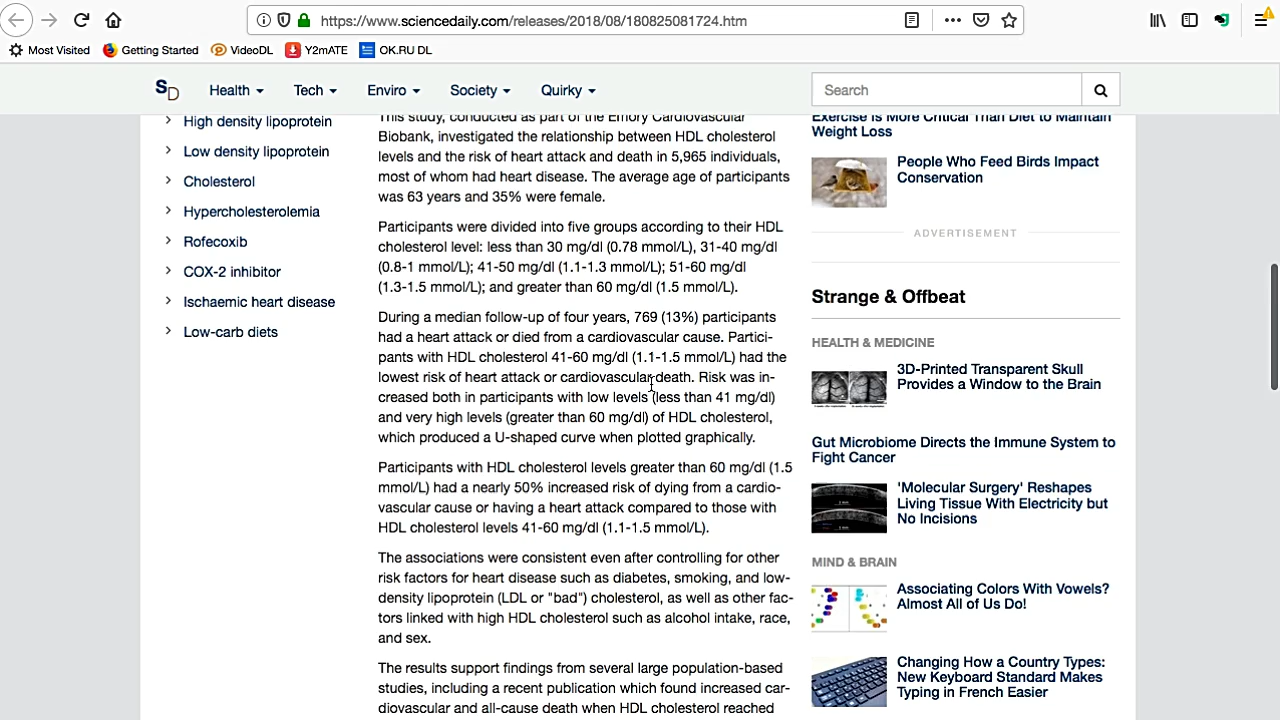 https://www.sciencedaily.com/releases/2018/08/180825081724.htm
Most Visited
Getting Started
VideoDL
Y2mATE
OK.RU DL
SD
Health
Tech
Enviro
Society
Quirky
Search
High density lipoprotein
Low density lipoprotein
Cholesterol
Hypercholesterolemia
Rofecoxib
COX-2 inhibitor
Ischaemic heart disease
Low-carb diets
This study, conducted as part of the Emory Cardiovascular
Biobank, investigated the relationship between HDL cholesterol
levels and the risk of heart attack and death in 5,965 individuals,
most of whom had heart disease. The average age of participants
was 63 years and 35% were female.
Participants were divided into five groups according to their HDL
cholesterol level: less than 30 mg/dl (0.78 mmol/L), 31-40 mg/dl
(0.8-1 mmol/L); 41-50 mg/dl (1.1-1.3 mmol/L); 51-60 mg/dl
(1.3-1.5 mmol/L); and greater than 60 mg/dl (1.5 mmol/L).
During a median follow-up of four years, 769 (13%) participants
had a heart attack or died from a cardiovascular cause. Partici-
pants with HDL cholesterol 41-60 mg/dl (1.1-1.5 mmol/L) had the
lowest risk of heart attack or cardiovascular death. Risk was in-
creased both in participants with low levels (less than 41 mg/dl)
and very high levels (greater than 60 mg/dl) of HDL cholesterol,
which produced a U-shaped curve when plotted graphically.
Participants with HDL cholesterol levels greater than 60 mg/dl (1.5
mmol/L) had a nearly 50% increased risk of dying from a cardio-
vascular cause or having a heart attack compared to those with
HDL cholesterol levels 41-60 mg/dl (1.1-1.5 mmol/L).
The associations were consistent even after controlling for other
risk factors for heart disease such as diabetes, smoking, and low-
density lipoprotein (LDL or "bad") cholesterol, as well as other fac-
tors linked with high HDL cholesterol such as alcohol intake, race,
and sex.
The results support findings from several large population-based
studies, including a recent publication which found increased car-
diovascular and all-cause death when HDL cholesterol reached
Exercise Is More Critical Than Diet to Maintain
Weight Loss
People Who Feed Birds Impact
Conservation
ADVERTISEMENT
Strange & Offbeat
HEALTH & MEDICINE
3D-Printed Transparent Skull
Provides a Window to the Brain
Gut Microbiome Directs the Immune System to
Fight Cancer
'Molecular Surgery' Reshapes
Living Tissue With Electricity but
No Incisions
MIND & BRAIN
Associating Colors With Vowels?
Almost All of Us Do!
Changing How a Country Types:
New Keyboard Standard Makes
Typing in French Easier